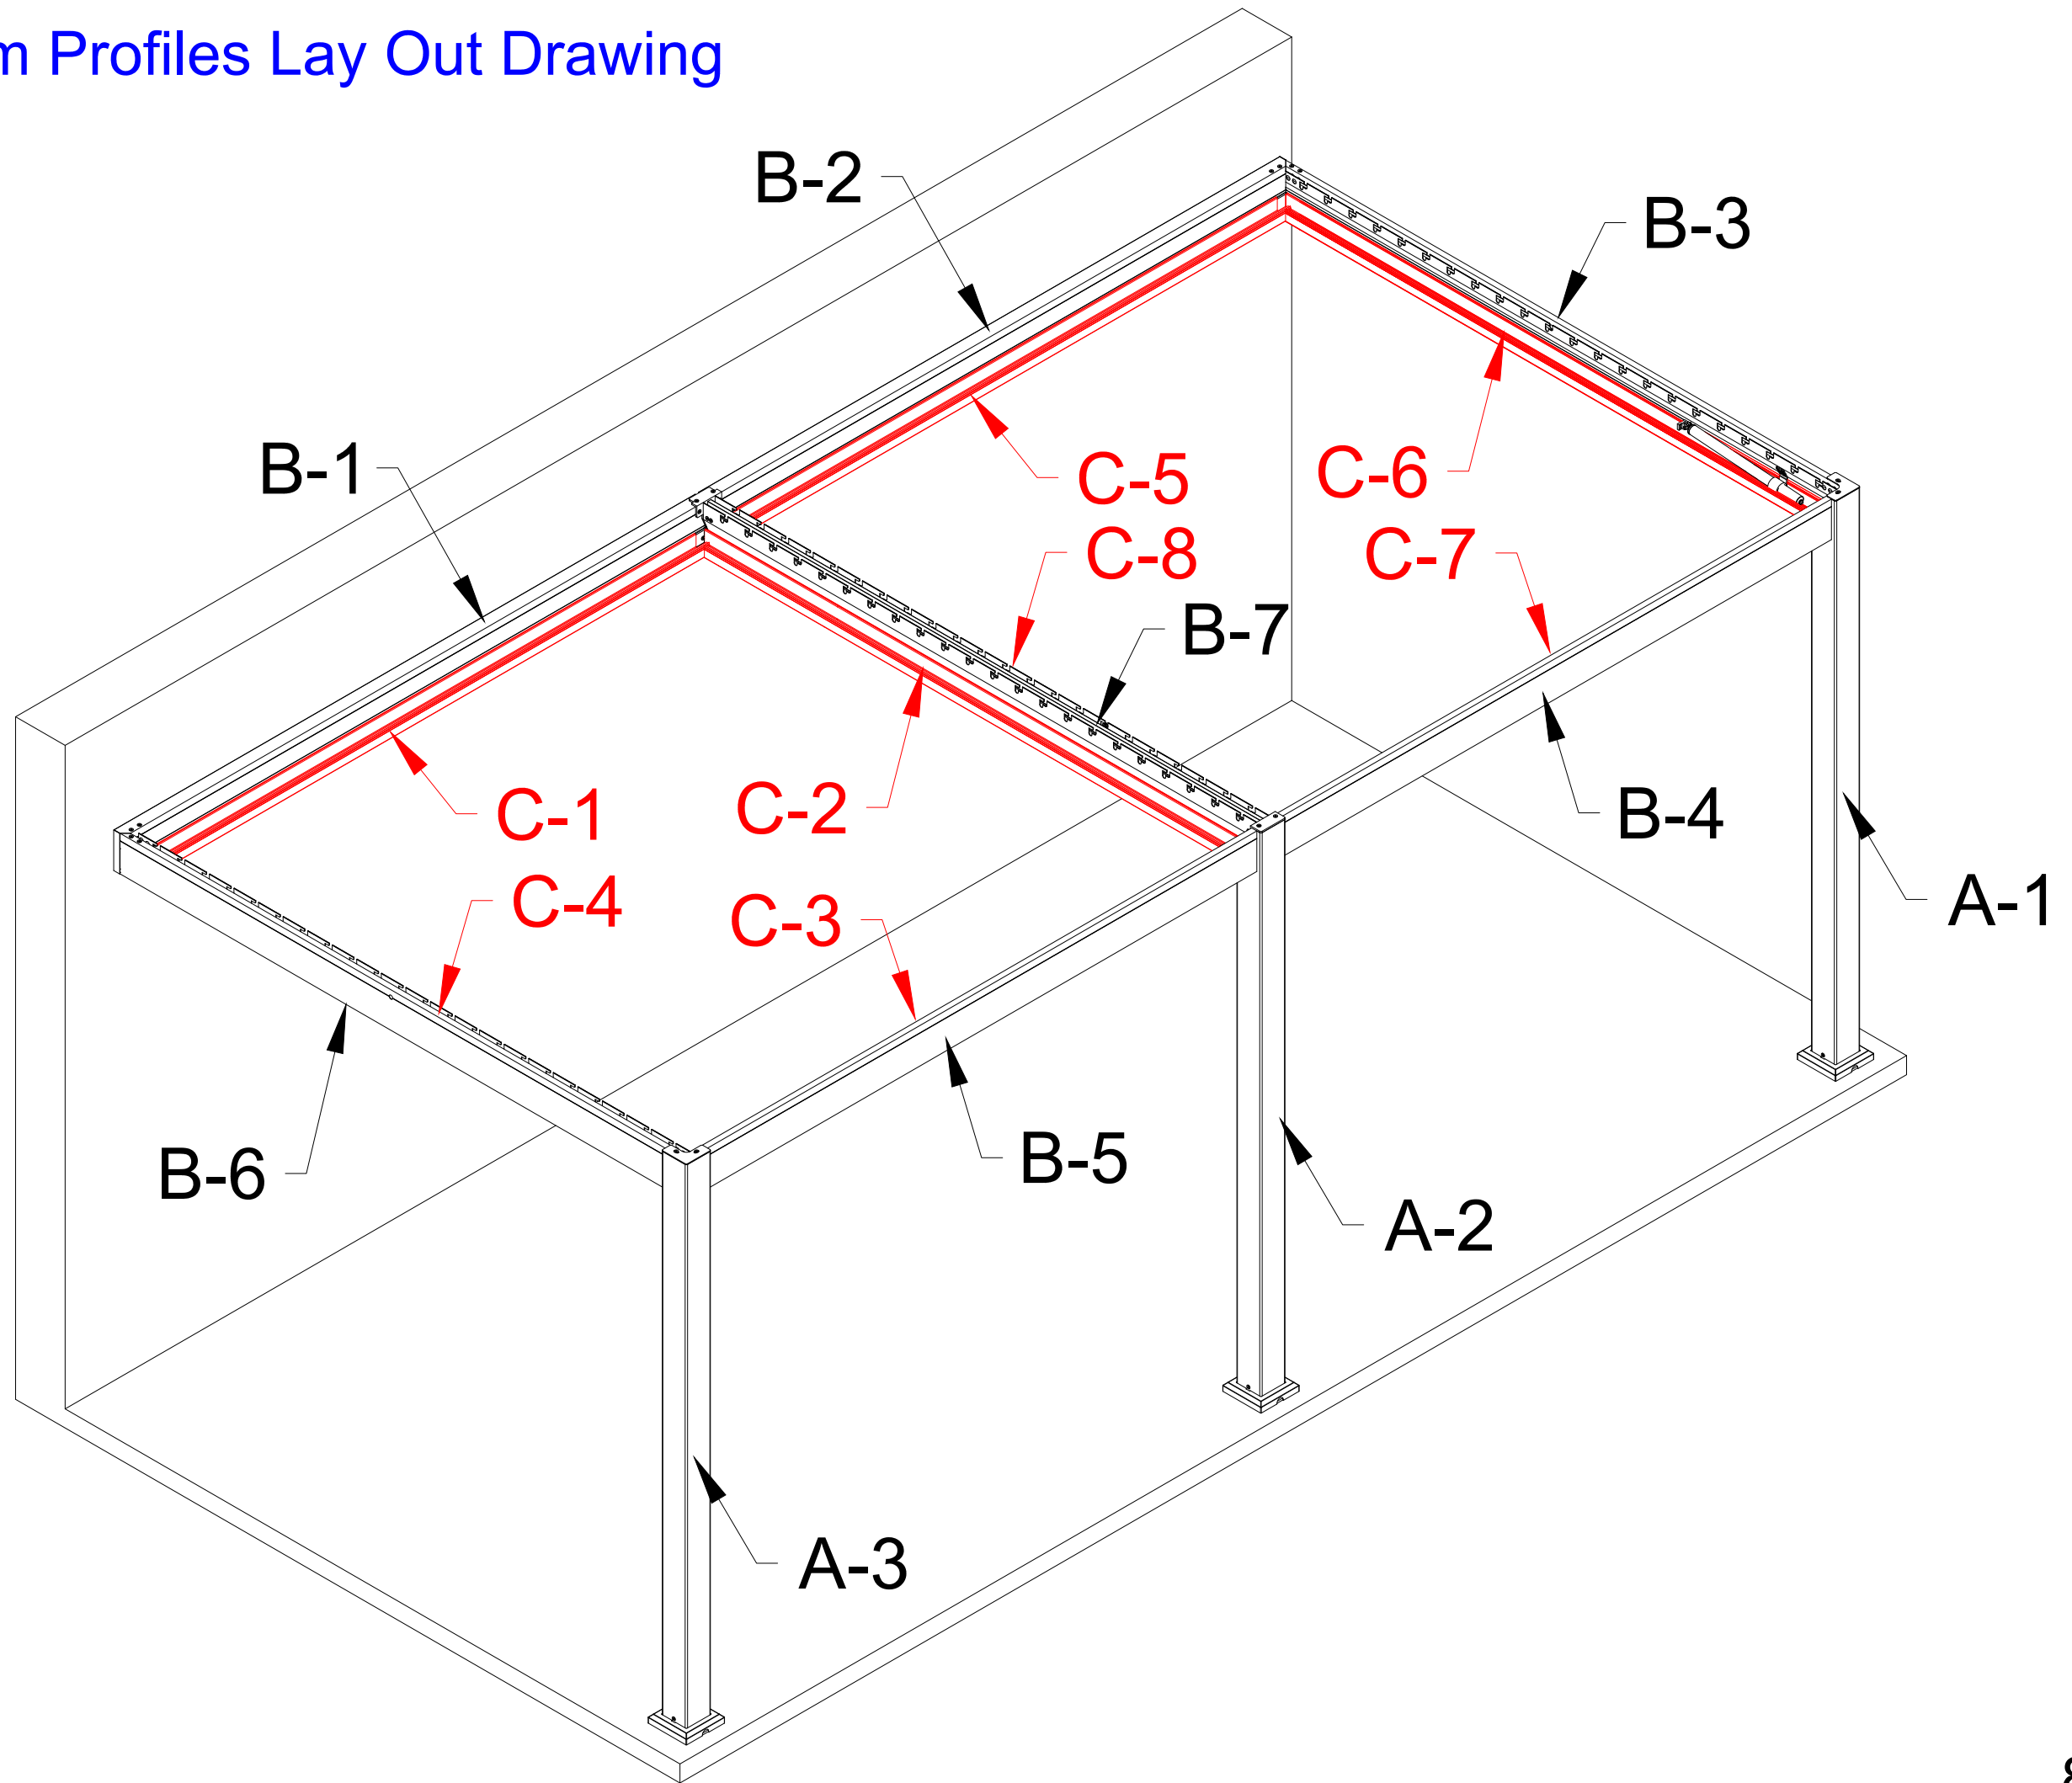 Profiles Lay Out Drawing
B-2
B-3
B-1
C-5
C-6
C-8
C-7
B-7
C-1
C-2
B-4
C-4
C-3
A-1
B-6
B-5
A-2
A-3